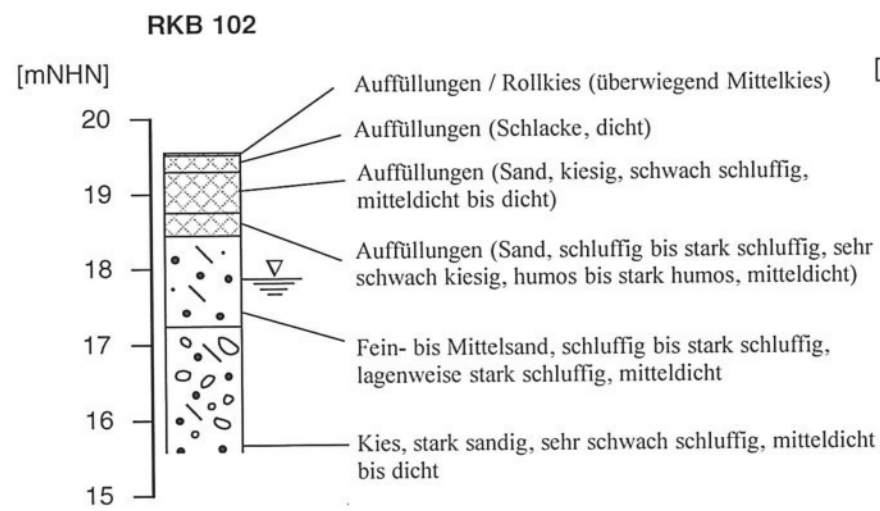 RKB 102
[mNHN]
[
Auffüllungen / Rollkies (überwiegend Mittelkies)
20
Auffüllungen (Schlacke, dicht)
19
Auffüllungen (Sand, kiesig, schwach schluffig,
mitteldicht bis dicht)
Auffüllungen (Sand, schluffig bis stark schluffig, sehr
schwach kiesig, humos bis stark humos, mitteldicht)
18
17
Fein- bis Mittelsand, schluffig bis stark schluffig,
lagenweise stark schluffig, mitteldicht
16
Kies, stark sandig, sehr schwach schluffig, mitteldicht
bis dicht
15